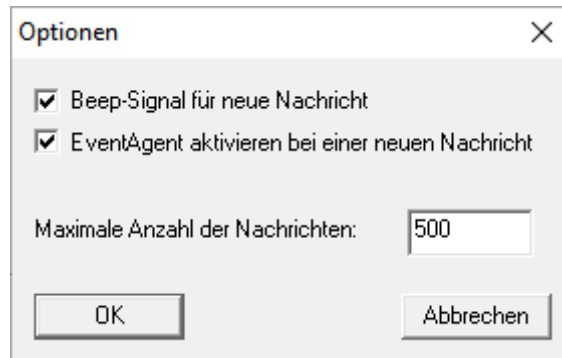 Optionen
Beep-Signal für neue Nachricht
EventAgent aktivieren bei einer neuen Nachricht
Maximale Anzahl der Nachrichten: 500
OK Abbrechen